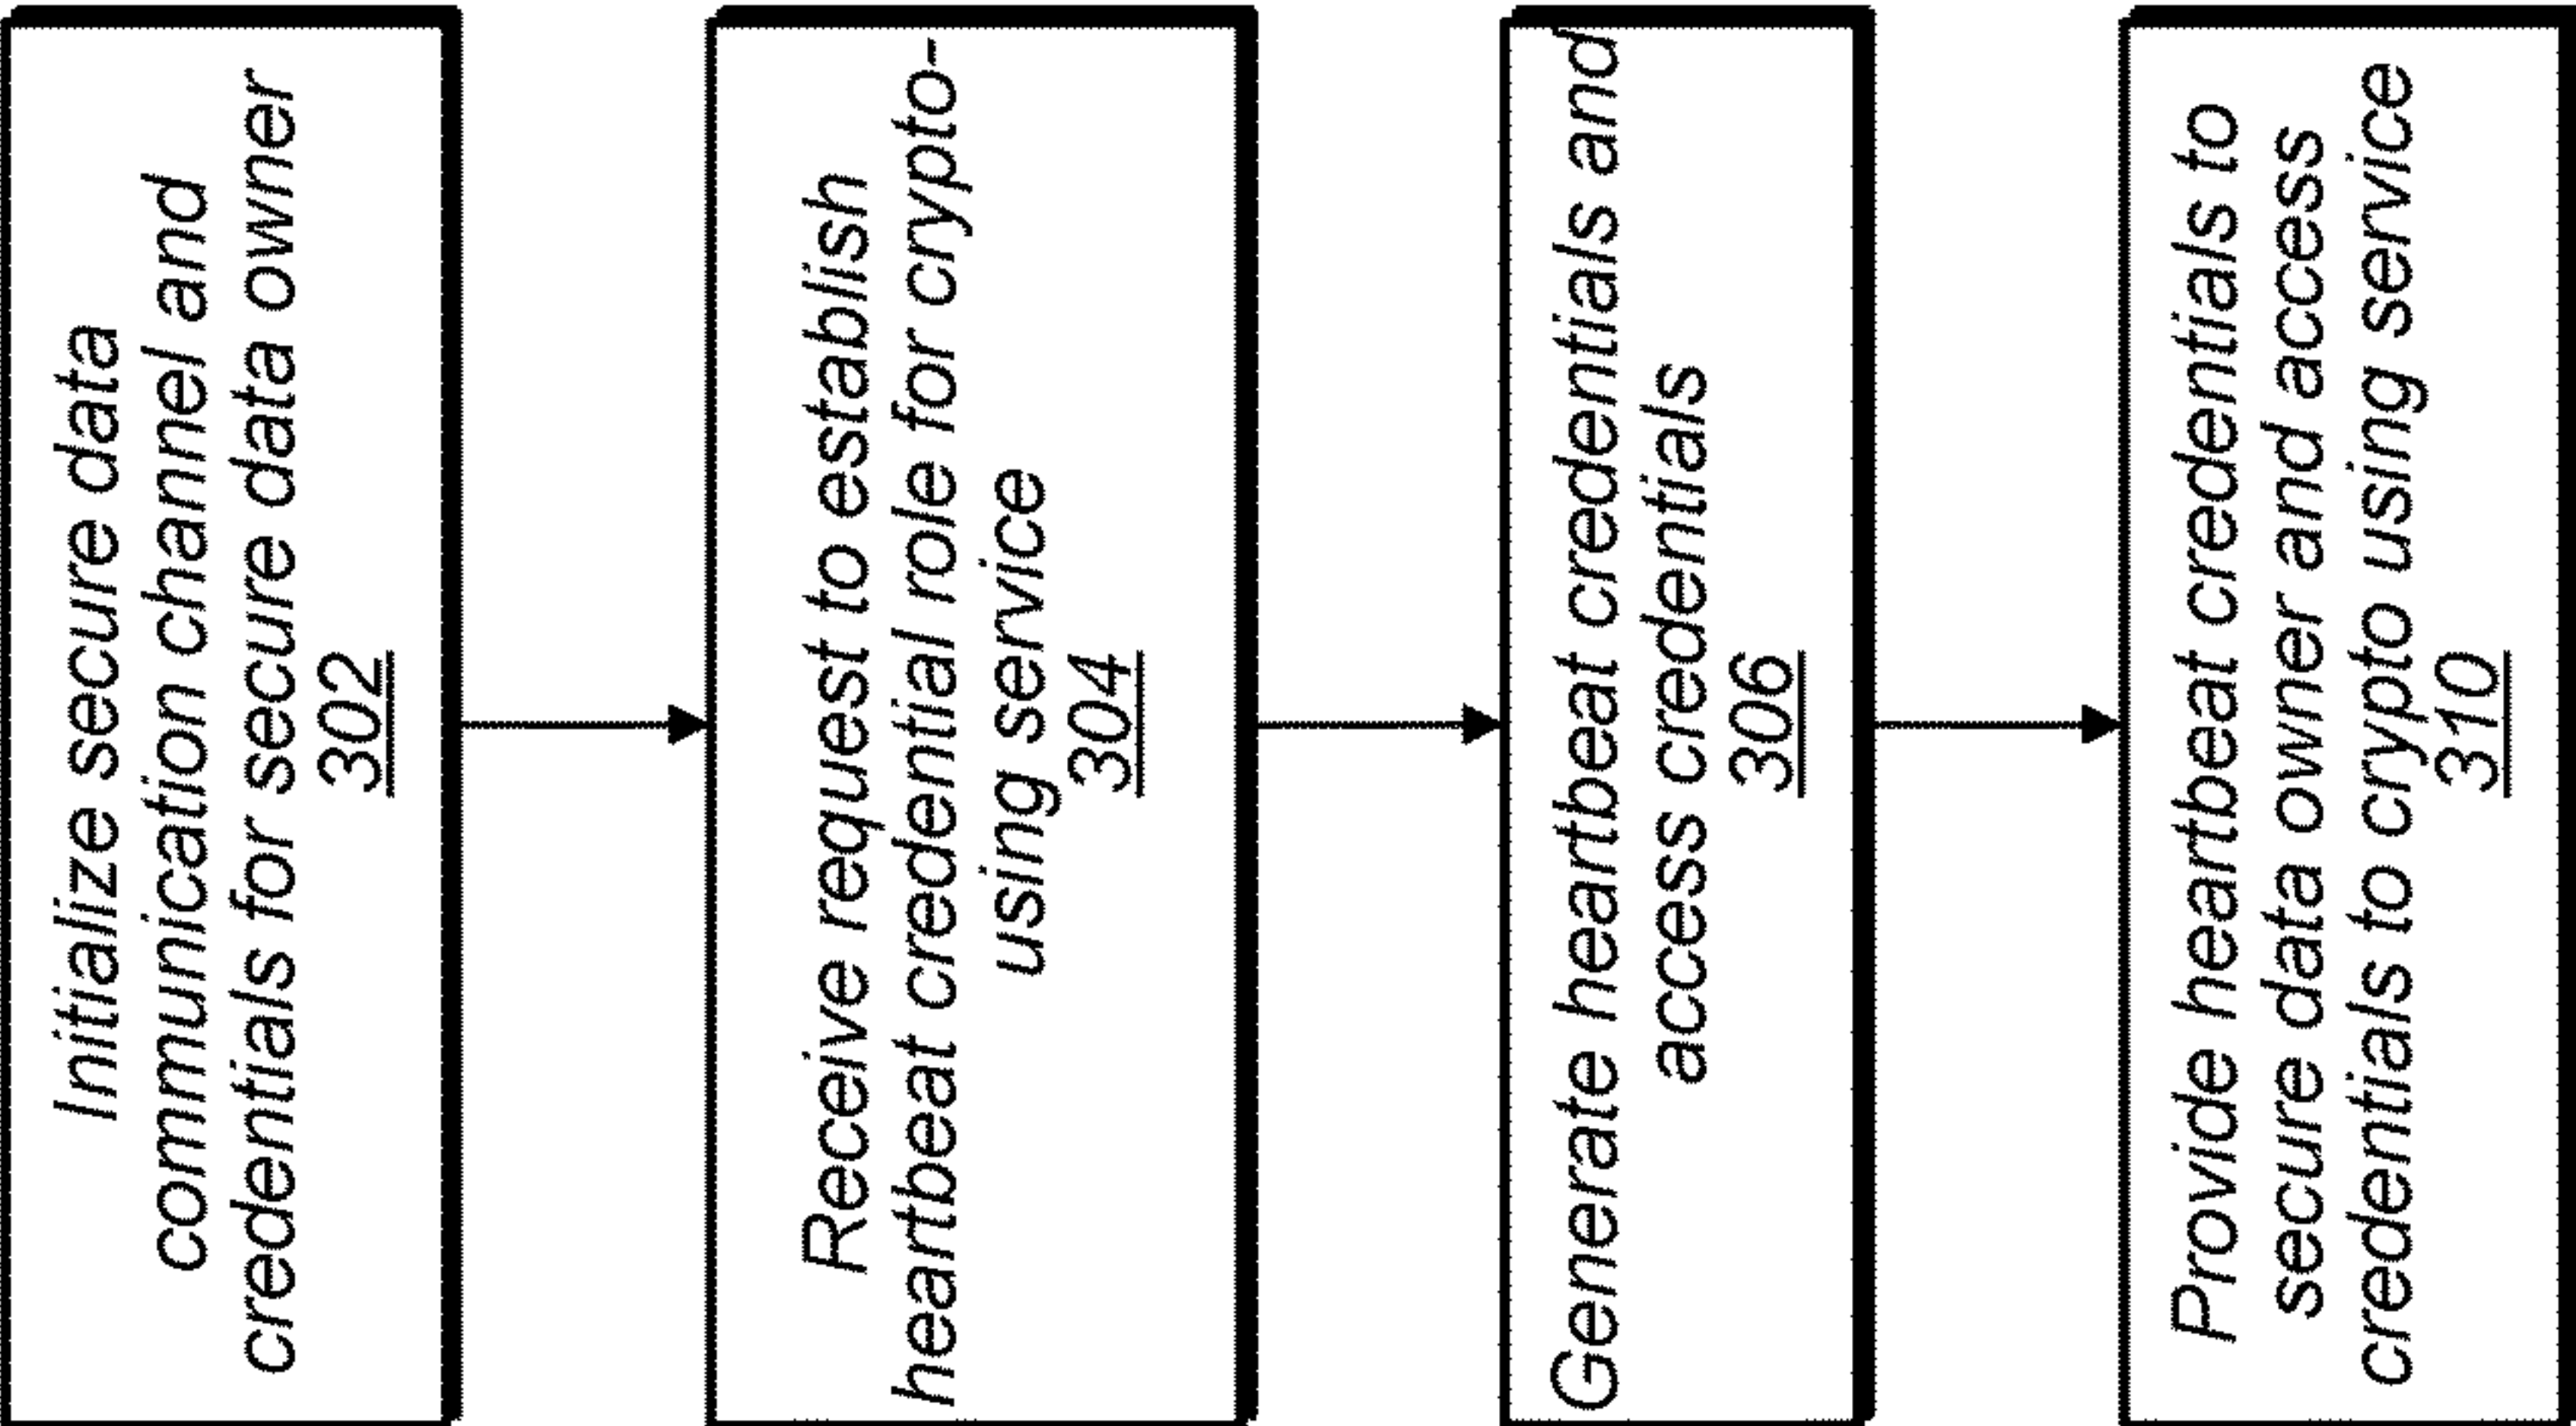 Initialize secure data
communication channel and
credentials for secure data owner
302
Receive request to establish
heartbeat credential role for crypto-
using service
304
Generate heartbeat credentials and
access credentials
306
Provide heartbeat credentials to
secure data owner and access
credentials to crypto using service
310